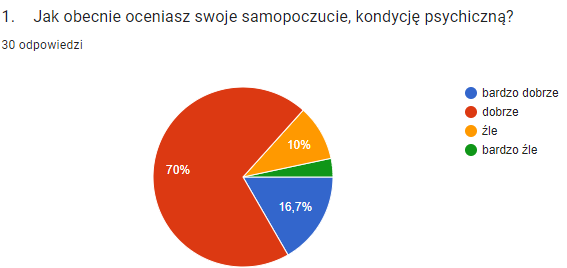 1. Jak obecnie oceniasz swoje samopoczucie, kondycję psychiczną?
30 odpowiedzi
bardzo dobrze
dobrze
źle
bardzo źle
10%
70%
16,7%